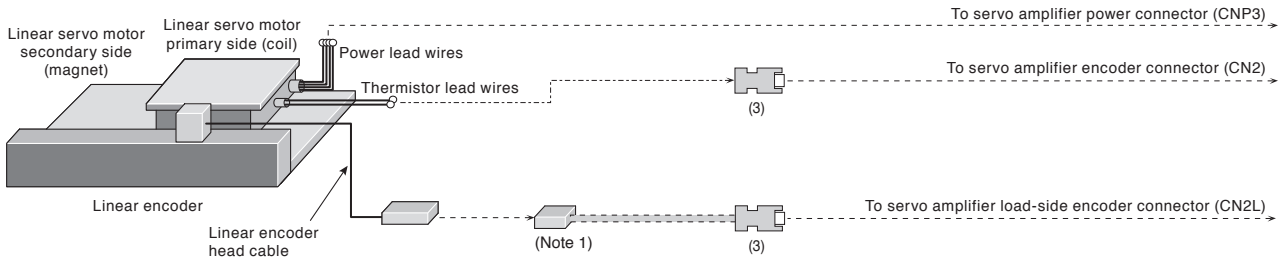 Linear servo motor
secondary side
(magnet)
Linear servo motor
primary side (coil)
Power lead wires
Thermistor lead wires
To servo amplifier power connector (CNP3)
To servo amplifier encoder connector (CN2)
(3)
Linear encoder
Linear encoder
head cable
(Note 1)
(3)
To servo amplifier load-side encoder connector (CN2L)